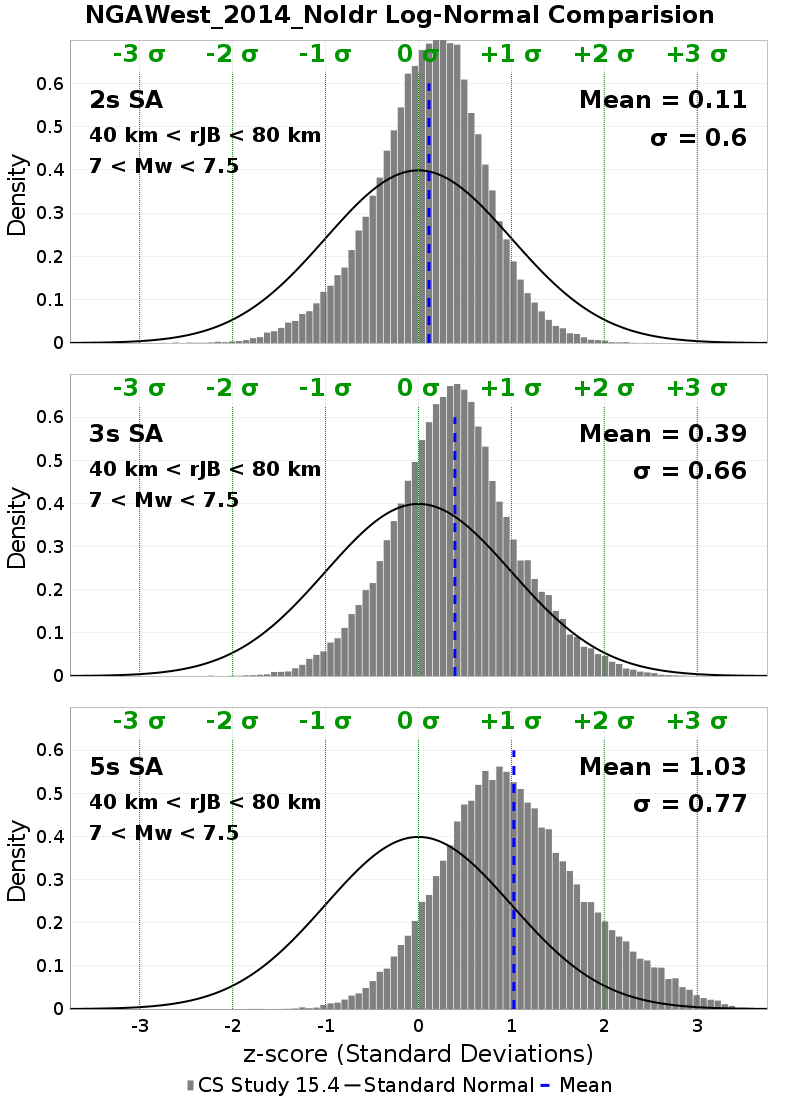 NGAWest_2014_NoIdr Log-Normal Comparision
-3 σ -2 σ -1 σ 0 σ +1 σ +2 σ +3 σ
2s SA Mean = 0.11
40 km < rJB < 80 km σ = 0.6
7 < Mw < 7.5
0.6
0.5
0.4
0.3
0.2
0.1
0
Density
-3 σ -2 σ -1 σ 0 σ +1 σ +2 σ +3 σ
3s SA Mean = 0.39
40 km < rJB < 80 km σ = 0.66
7 < Mw < 7.5
0.6
0.5
0.4
0.3
0.2
0.1
0
Density
-3 σ -2 σ -1 σ 0 σ +1 σ +2 σ +3 σ
5s SA Mean = 1.03
40 km < rJB < 80 km σ = 0.77
7 < Mw < 7.5
0.6
0.5
0.4
0.3
0.2
0.1
0
Density
-3 -2 -1 0 1 2 3
z-score (Standard Deviations)
CS Study 15.4 Standard Normal Mean